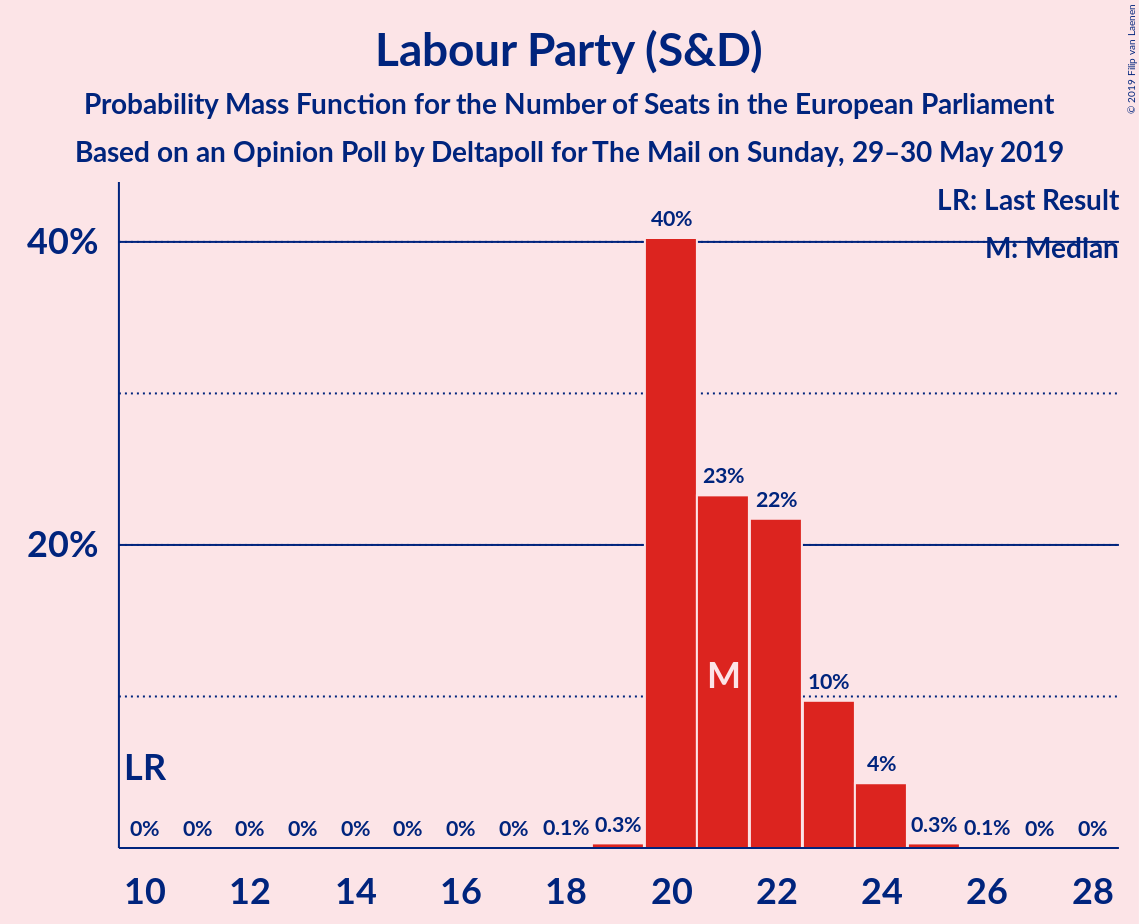 Labour Party (S&D)
Probability Mass Function for the Number of Seats in the European Parliament
Based on an Opinion Poll by Deltapoll for The Mail on Sunday, 29–30 May 2019
© 2019 Filip van Laenen
LR: Last Result
M: Median
40%
20%
40%
23%
22%
10%
4%
M
LR
0% 0% 0% 0% 0% 0% 0% 0% 0.1% 0.3% 0.3% 0.1% 0% 0%
10 12 14 16 18 20 22 24 26 28